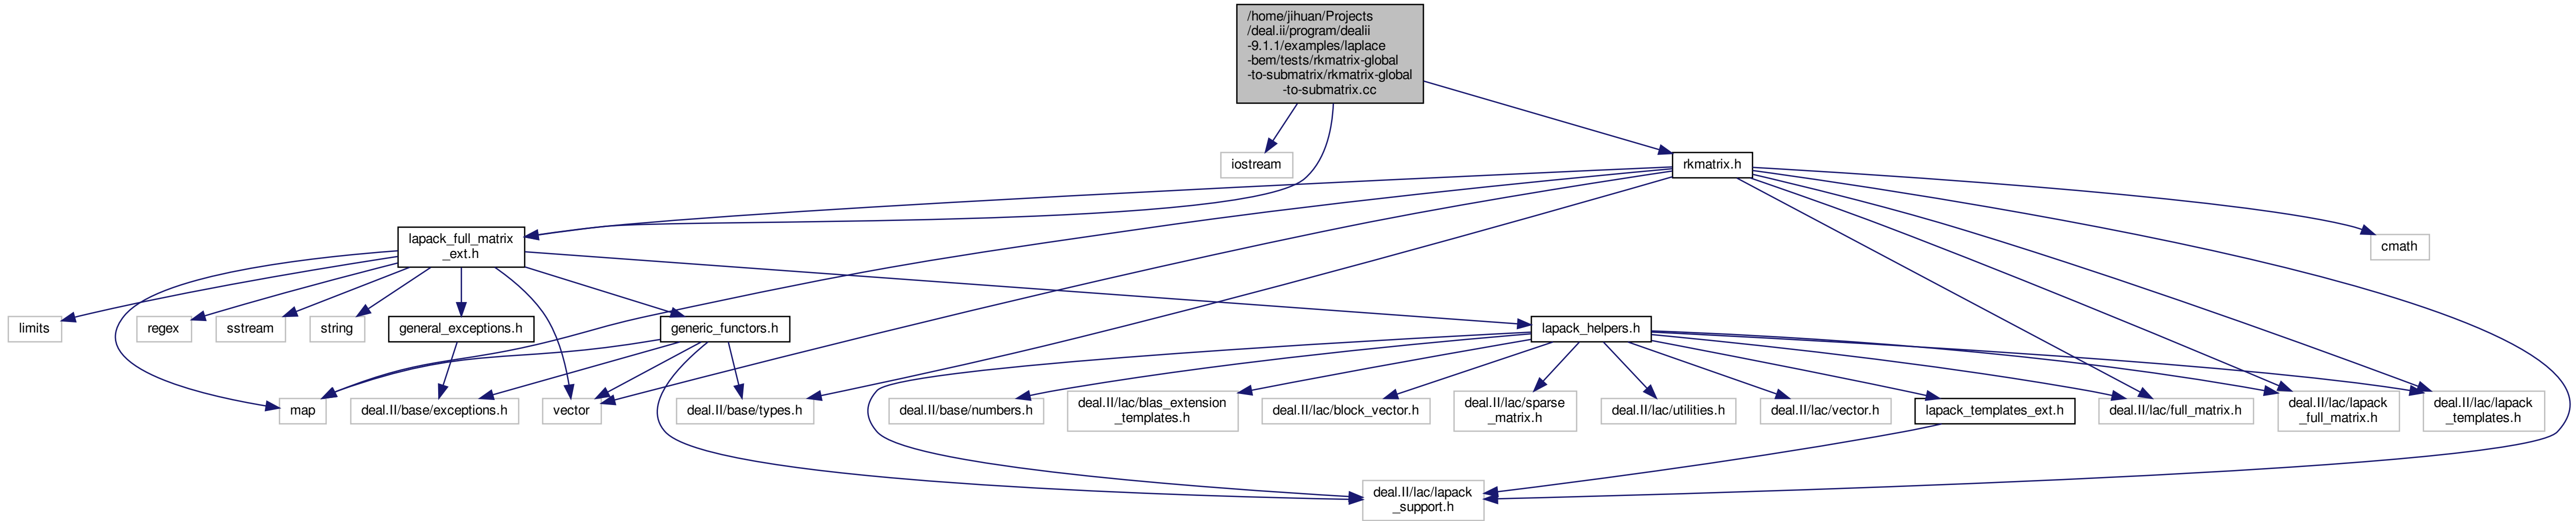 /home/jihuan/Projects
/deal.ii/program/dealii
-9.1.1/examples/laplace
-bem/tests/rkmatrix-global
-to-submatrix/rkmatrix-global
-to-submatrix.cc
iostream
rkmatrix.h
lapack_full_matrix
_ext.h
cmath
limits
regex
sstream
string
general_exceptions.h
generic_functors.h
lapack_helpers.h
map
deal.II/base/exceptions.h
vector
deal.II/base/types.h
deal.II/base/numbers.h
deal.II/lac/blas_extension
_templates.h
deal.II/lac/block_vector.h
deal.II/lac/sparse
_matrix.h
deal.II/lac/utilities.h
deal.II/lac/vector.h
lapack_templates_ext.h
deal.II/lac/full_matrix.h
deal.II/lac/lapack
_full_matrix.h
deal.II/lac/lapack
_templates.h
deal.II/lac/lapack
_support.h